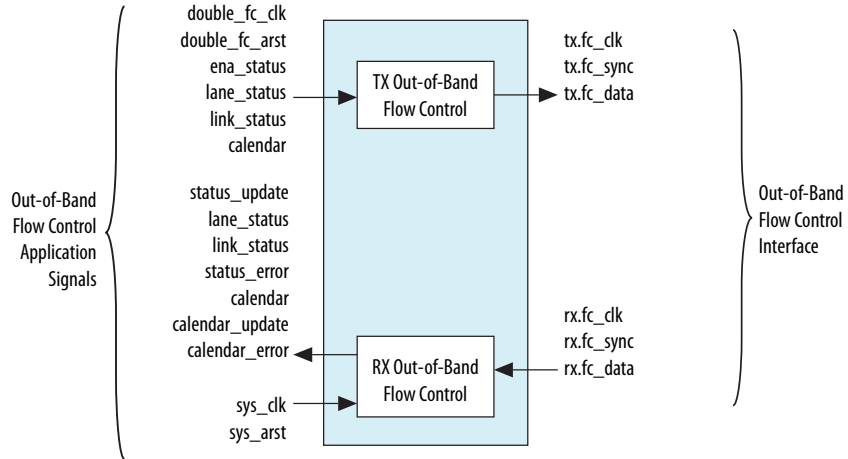 double_fc_clk
double_fc_arst
ena_status
lane_status
link_status
calendar
TX Out-of-Band
Flow Control
tx.fc_clk
tx.fc_sync
tx.fc_data
Out-of-Band
Flow Control
Application
Signals
status_update
lane_status
link_status
status_error
calendar
calendar_update
calendar_error
sys_clk
sys_arst
RX Out-of-Band
Flow Control
rx.fc_clk
rx.fc_sync
rx.fc_data
Out-of-Band
Flow Control
Interface